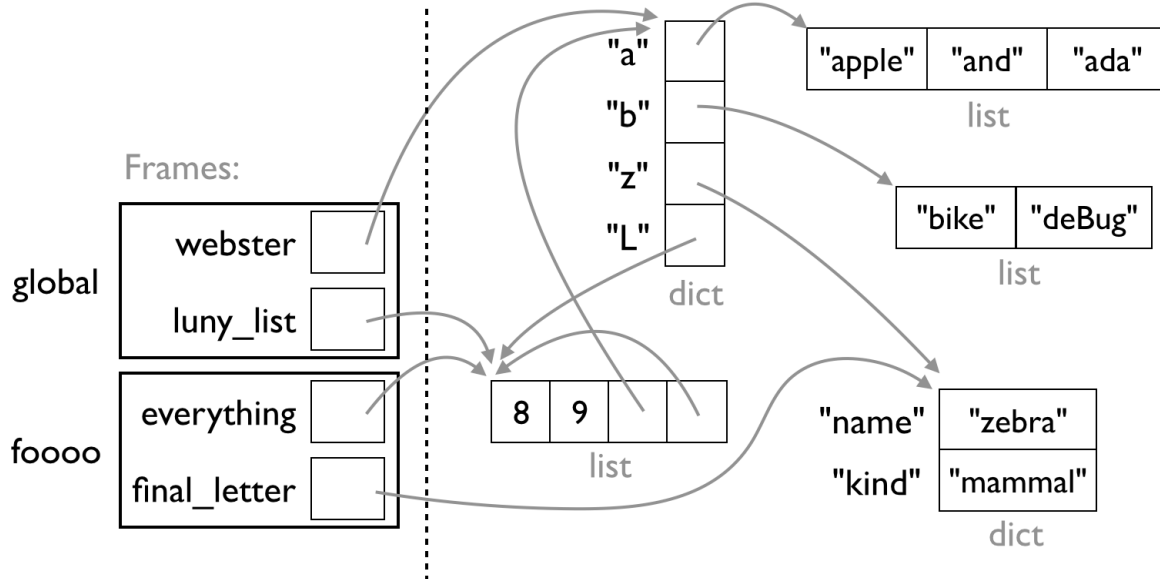 "a"
"apple" "and" "ada"
list
"b"
Frames:
"z"
"bike" "deBug"
webster
"L"
list
global
dict
luny_list
everything
8 9
"name" "zebra"
foooo
list
final_letter
"kind" "mammal"
dict